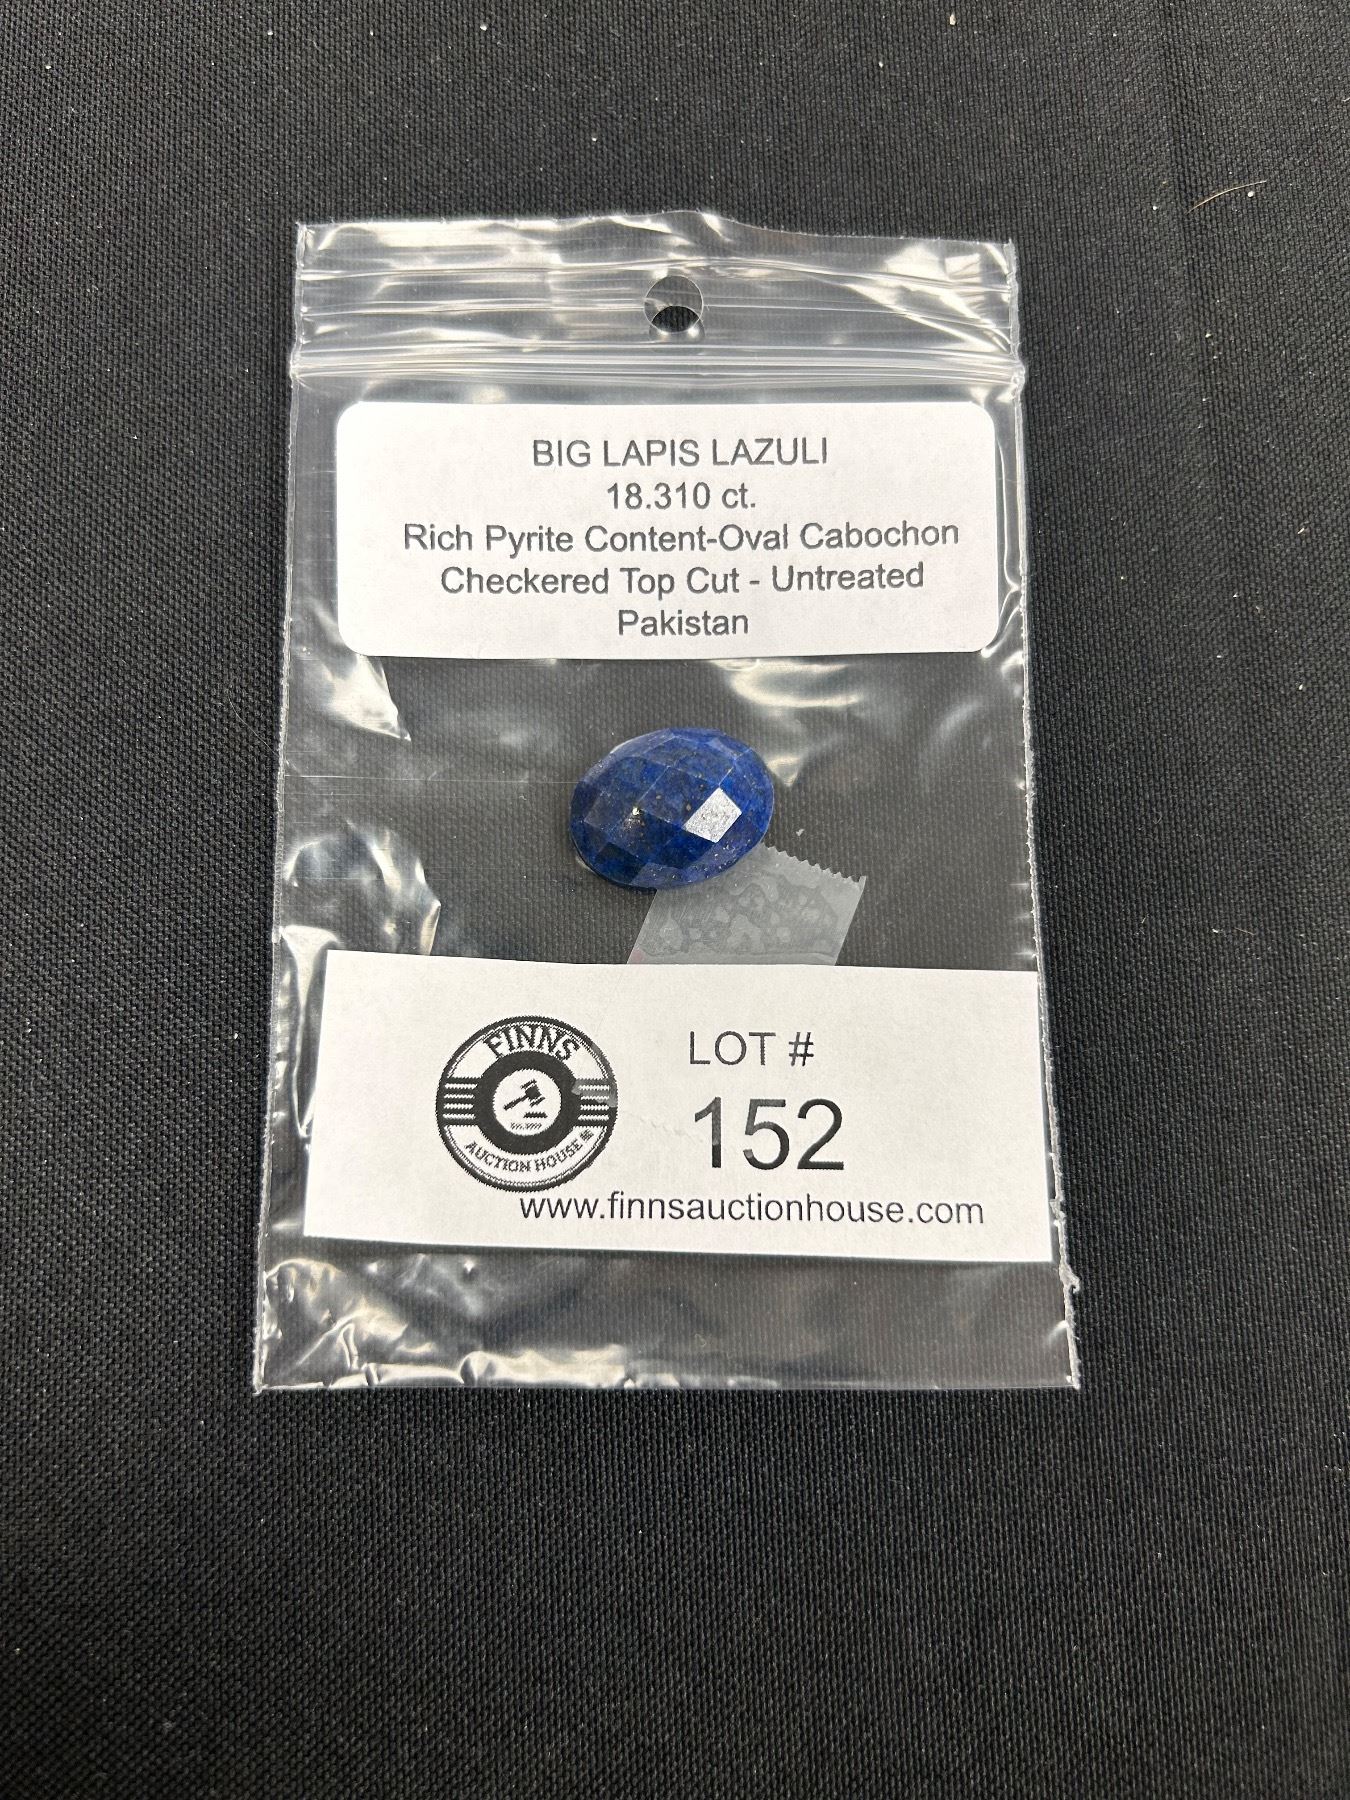 BIG LAPIS LAZULI
18.310 ct.
Rich Pyrite Content-Oval Cabochon
Checkered Top Cut - Untreated
Pakistan
FINNS
AUCTION HOUSE
LOT #
152
www.finnsauctionhouse.com